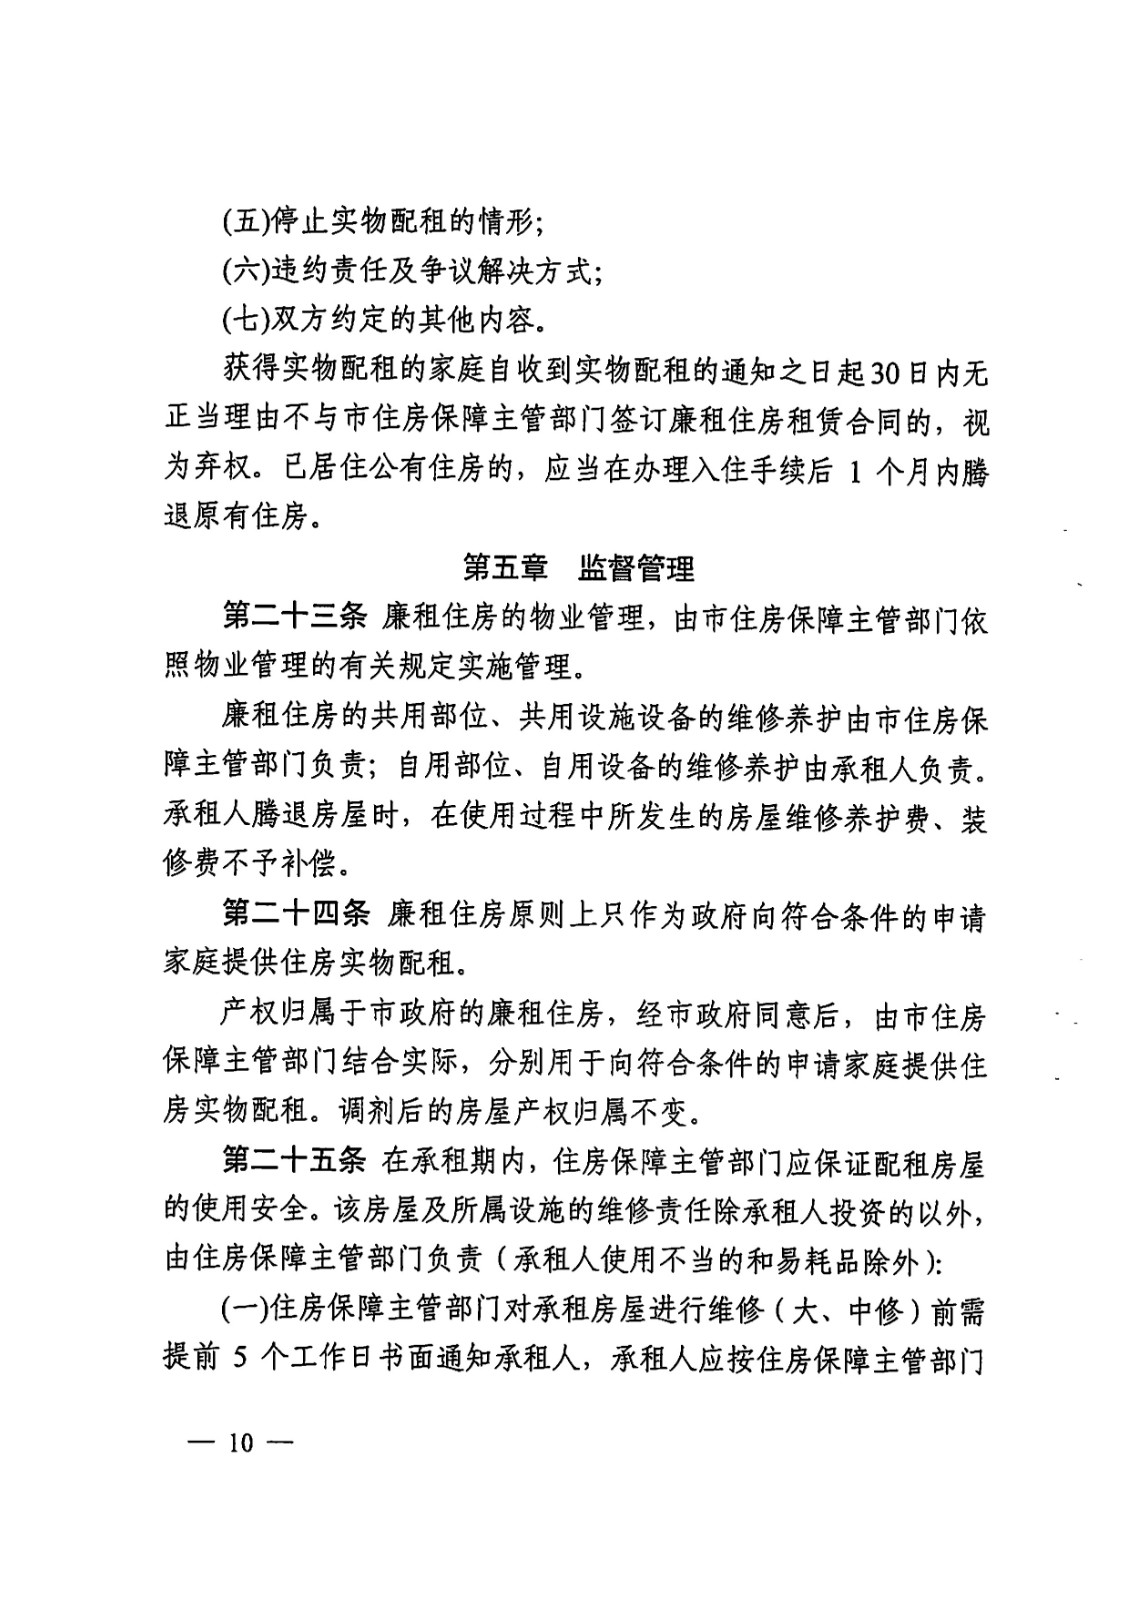 (五)停止实物配租的情形；
(六)违约责任及争议解决方式；
(七)双方约定的其他内容。
获得实物配租的家庭自收到实物配租的通知之日起30日内无
正当理由不与市住房保障主管部门签订廉租住房租赁合同的，视
为弃权。已居住公有住房的，应当在办理入住手续后 1 个月内腾
退原有住房。
第五章　监督管理
第二十三条 廉租住房的物业管理，由市住房保障主管部门依
照物业管理的有关规定实施管理。
廉租住房的共用部位、共用设施设备的维修养护由市住房保
障主管部门负责；自用部位、自用设备的维修养护由承租人负责。
承租人腾退房屋时，在使用过程中所发生的房屋维修养护费、装
修费不予补偿。
第二十四条 廉租住房原则上只作为政府向符合条件的申请
家庭提供住房实物配租。
产权归属于市政府的廉租住房，经市政府同意后，由市住房
保障主管部门结合实际，分别用于向符合条件的申请家庭提供住
房实物配租。调剂后的房屋产权归属不变。
第二十五条 在承租期内，住房保障主管部门应保证配租房屋
的使用安全。该房屋及所属设施的维修责任除承租人投资的以外，
由住房保障主管部门负责（承租人使用不当的和易耗品除外）：
(一)住房保障主管部门对承租房屋进行维修（大、中修）前需
提前 5 个工作日书面通知承租人，承租人应按住房保障主管部门
— 10 —